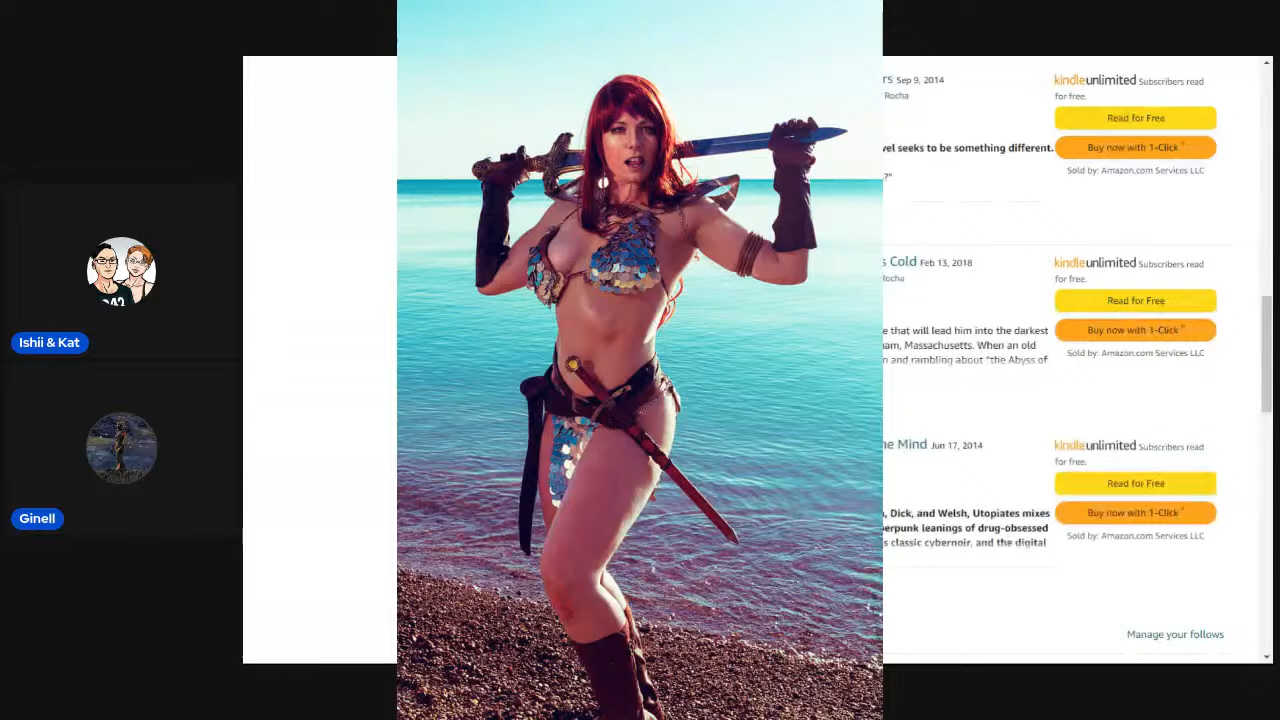 Ishii & Kat
Ginell
TS Sep 9, 2014
Rocha
vel seeks to be something different.
?"
kindleunlimited Subscribers read
for free.
Read for Free
Buy now with 1-Click ®
Sold by: Amazon.com Services LLC
s Cold Feb 13, 2018
Rocha
e that will lead him into the darkest
am, Massachusetts. When an old
n and rambling about "the Abyss of
kindleunlimited Subscribers read
for free.
Read for Free
Buy now with 1-Click ®
Sold by: Amazon.com Services LLC
he Mind Jun 17, 2014
, Dick, and Welsh, Utopiates mixes
erpunk leanings of drug-obsessed
s classic cybernoir, and the digital
kindleunlimited Subscribers read
for free.
Read for Free
Buy now with 1-Click ®
Sold by: Amazon.com Services LLC
Manage your follows